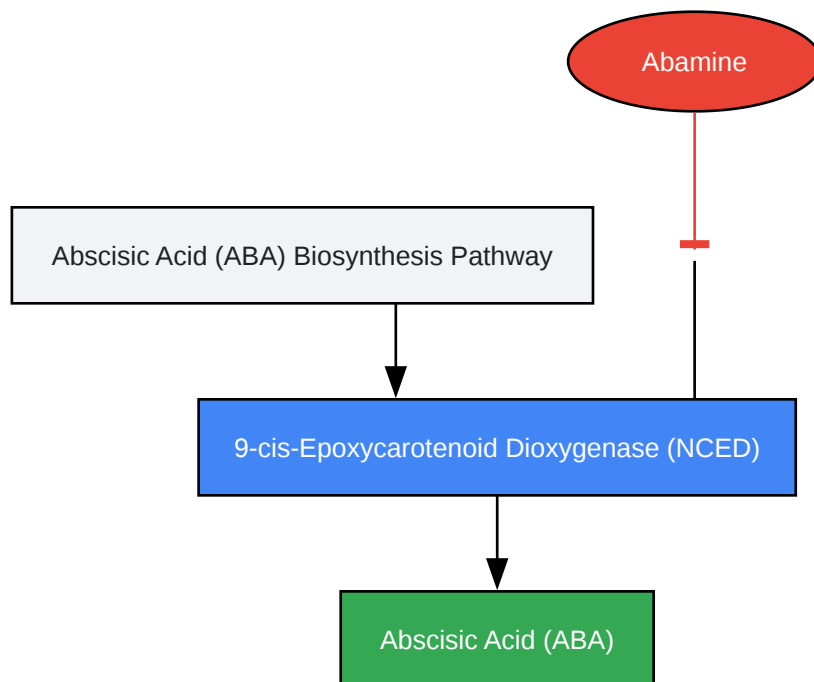 Abamine
Abscisic Acid (ABA) Biosynthesis Pathway
9-cis-Epoxycarotenoid Dioxygenase (NCED)
Abscisic Acid (ABA)